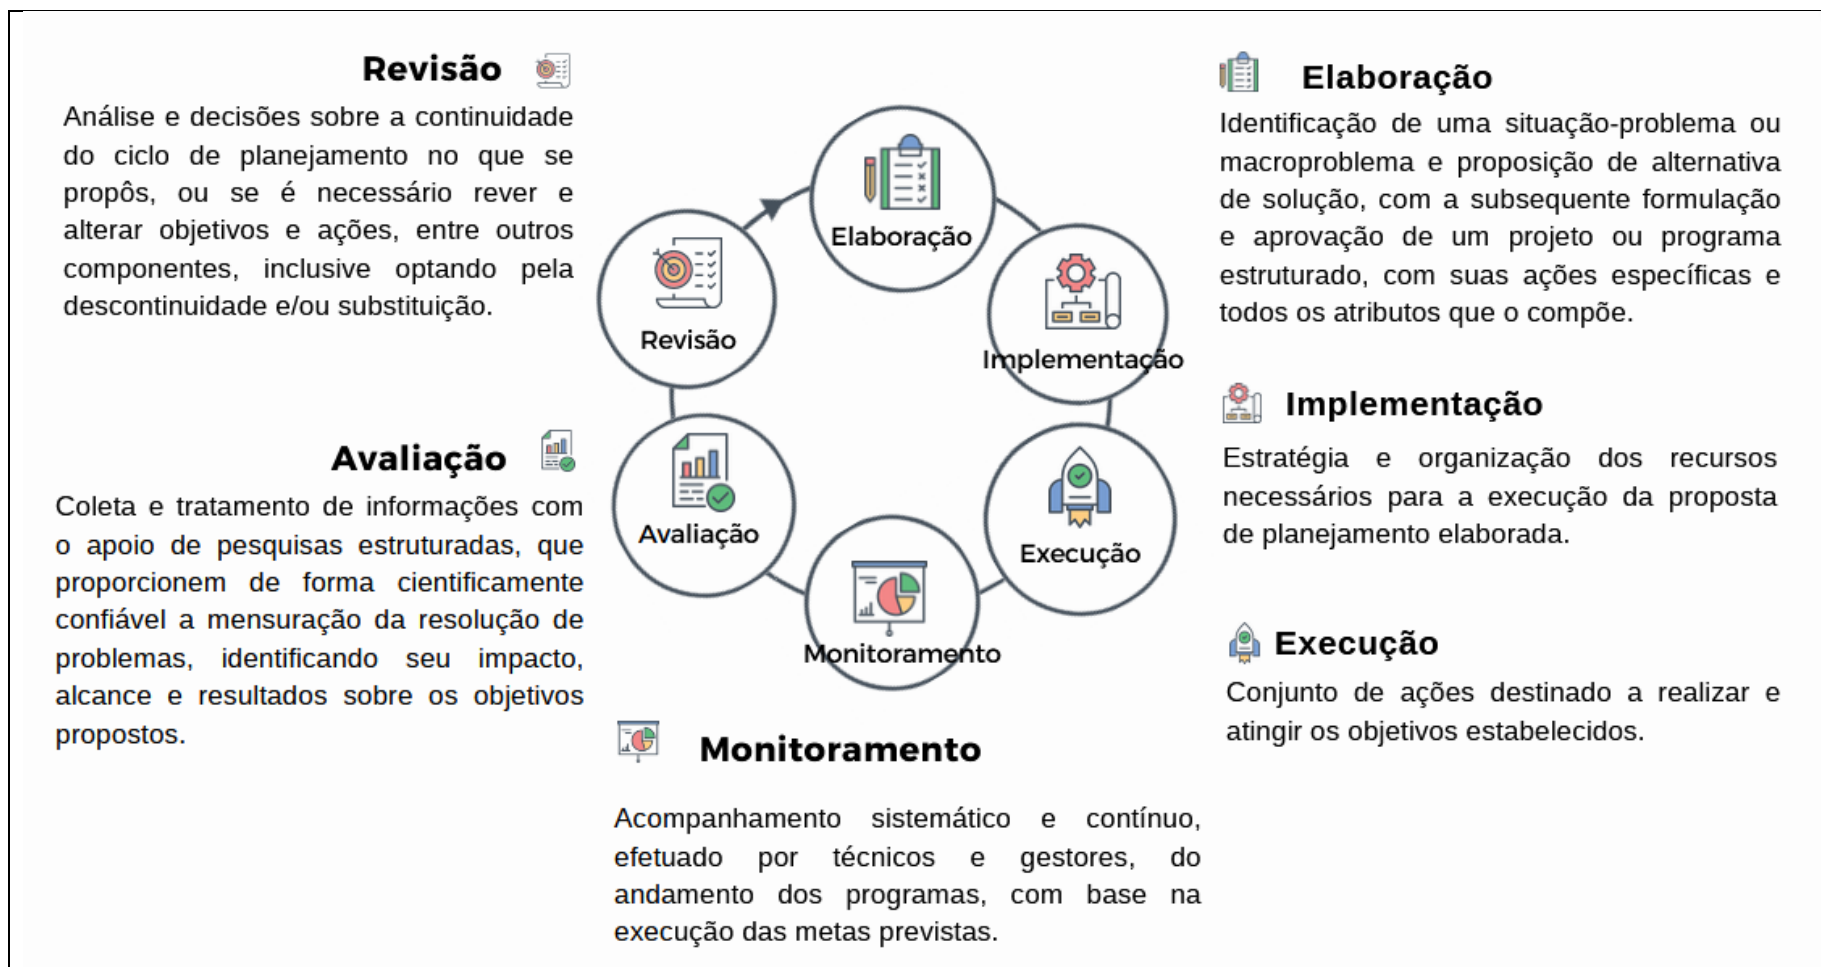 Revisão
Análise e decisões sobre a continuidade
do ciclo de planejamento no que se
propôs, ou se é necessário rever e
alterar objetivos e ações, entre outros
componentes, inclusive optando pela
descontinuidade e/ou substituição.
Avaliação
Coleta e tratamento de informações com
o apoio de pesquisas estruturadas, que
proporcionem de forma cientificamente
confiável a mensuração da resolução de
problemas, identificando seu impacto,
alcance e resultados sobre os objetivos
propostos.
Elaboração
Implementação
Execução
Monitoramento
Avaliação
Revisão
Monitoramento
Acompanhamento sistemático e contínuo,
efetuado por técnicos e gestores, do
andamento dos programas, com base na
execução das metas previstas.
Elaboração
Identificação de uma situação-problema ou
macroproblema e proposição de alternativa
de solução, com a subsequente formulação
e aprovação de um projeto ou programa
estruturado, com suas ações específicas e
todos os atributos que o compõe.
Implementação
Estratégia e organização dos recursos
necessários para a execução da proposta
de planejamento elaborada.
Execução
Conjunto de ações destinado a realizar e
atingir os objetivos estabelecidos.